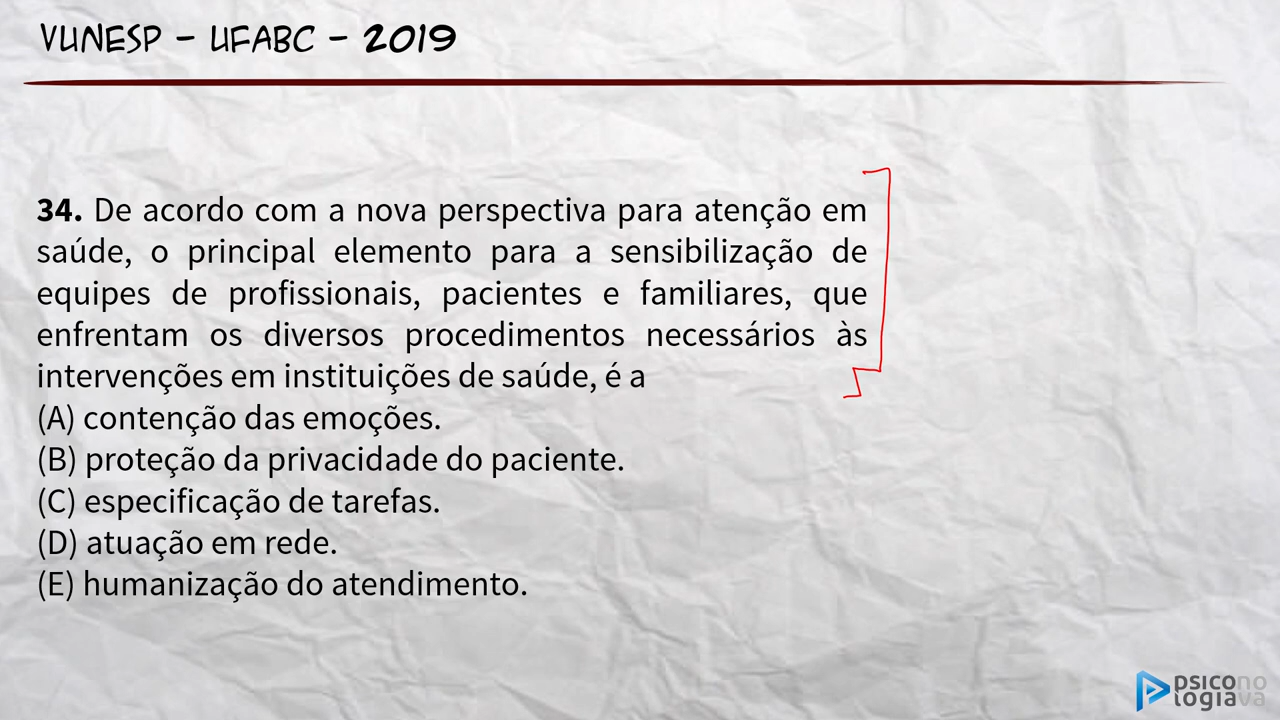 VUNESP - UFABC - 2019
34. De acordo com a nova perspectiva para atenção em
saúde, o principal elemento para a sensibilização de
equipes de profissionais, pacientes e familiares, que
enfrentam os diversos procedimentos necessários às
intervenções em instituições de saúde, é a
(A) contenção das emoções.
(B) proteção da privacidade do paciente.
(C) especificação de tarefas.
(D) atuação em rede.
(E) humanização do atendimento.
psicono
logiava